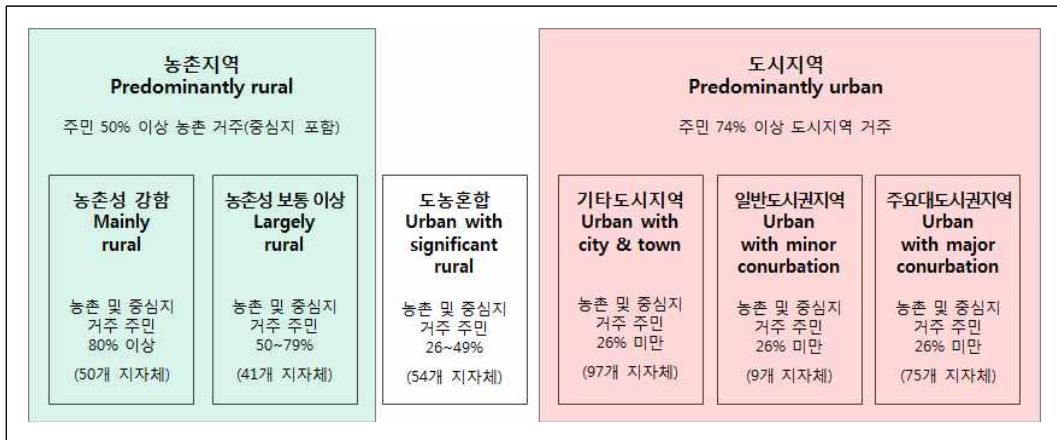 농촌지역
Predominantly rural
주민 50% 이상 농촌 거주(중심지 포함)
농촌성 강함
Mainly
rural
농촌 및 중심지
거주 주민
80% 이상
(50개 지자체)
농촌성 보통 이상
Largely
rural
농촌 및 중심지
거주 주민
50~79%
(41개 지자체)
도농혼합
Urban with
significant
rural
농촌 및 중심지
거주 주민
26~49%
(54개 지자체)
도시지역
Predominantly urban
주민 74% 이상 도시지역 거주
기타도시지역
Urban with
city & town
농촌 및 중심지
거주 주민
26% 미만
(97개 지자체)
일반도시권지역
Urban
with minor
conurbation
농촌 및 중심지
거주 주민
26% 미만
(9개 지자체)
주요대도시권지역
Urban
with major
conurbation
농촌 및 중심지
거주 주민
26% 미만
(75개 지자체)